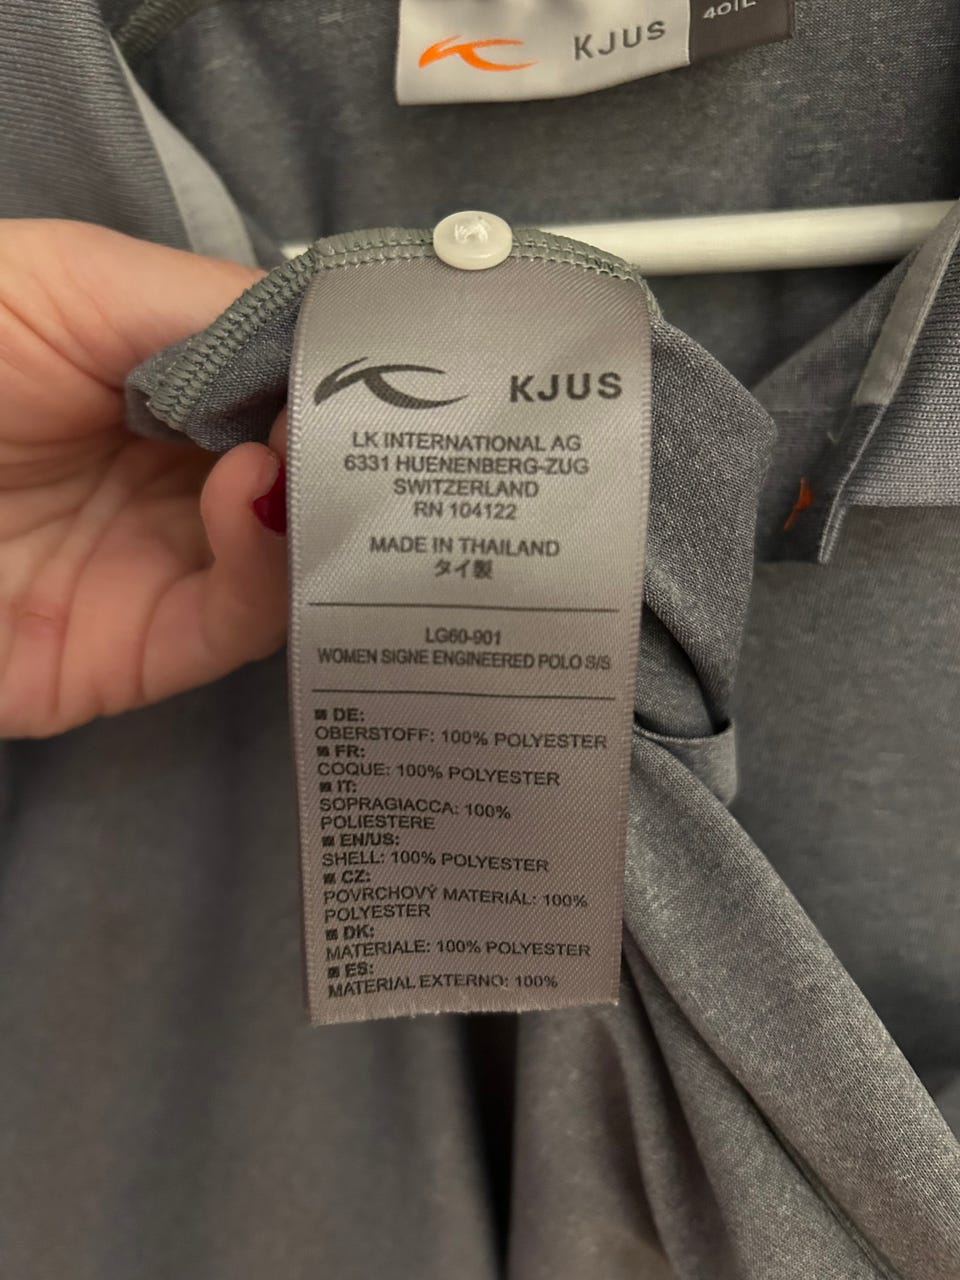 KJUS
40/L
KJUS
LK INTERNATIONAL AG
6331 HUENENBERG-ZUG
SWITZERLAND
RN 104122
MADE IN THAILAND
タイ製
LG60-901
WOMEN SIGNE ENGINEERED POLO S/S
DE:
OBERSTOFF: 100% POLYESTER
FR:
COQUE: 100% POLYESTER
IT:
SOPRAGIACCA: 100%
POLIESTERE
EN/US:
SHELL: 100% POLYESTER
CZ:
POVRCHOVÝ MATERIÁL: 100%
POLYESTER
DK:
MATERIALE: 100% POLYESTER
ES:
MATERIAL EXTERNO: 100%